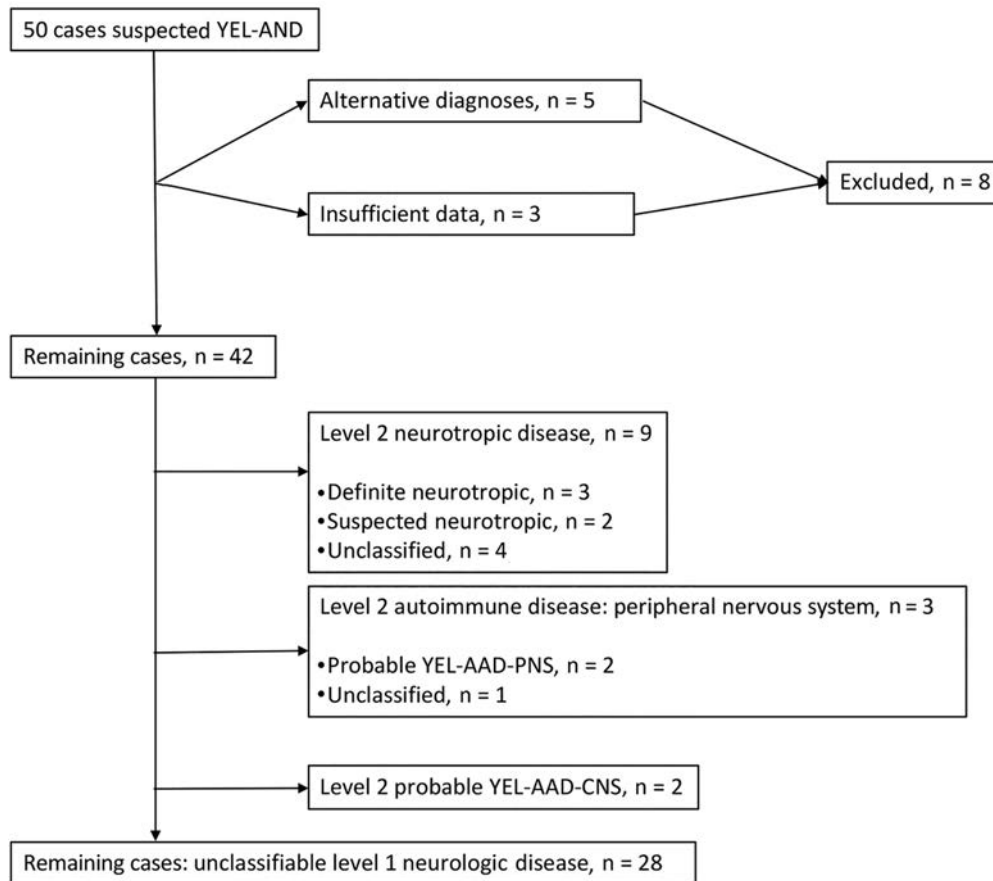 50 cases suspected YEL-AND
Alternative diagnoses, n = 5
Excluded, n = 8
Insufficient data, n = 3
Remaining cases, n = 42
Level 2 neurotropic disease, n = 9
•Definite neurotropic, n = 3
•Suspected neurotropic, n = 2
•Unclassified, n = 4
Level 2 autoimmune disease: peripheral nervous system, n = 3
•Probable YEL-AAD-PNS, n = 2
•Unclassified, n = 1
Level 2 probable YEL-AAD-CNS, n = 2
Remaining cases: unclassifiable level 1 neurologic disease, n = 28